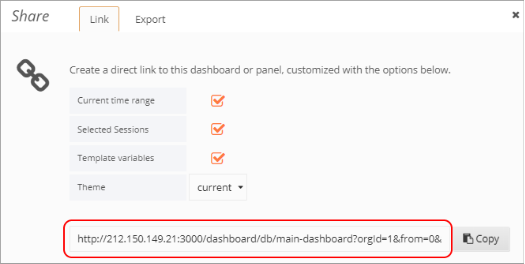 Share Link Export
Create a direct link to this dashboard or panel, customized with the options below.
Current time range
Selected Sessions
Template variables
Theme current
http://212.150.149.21:3000/dashboard/db/main-dashboard?orgId=1&from=0& Copy